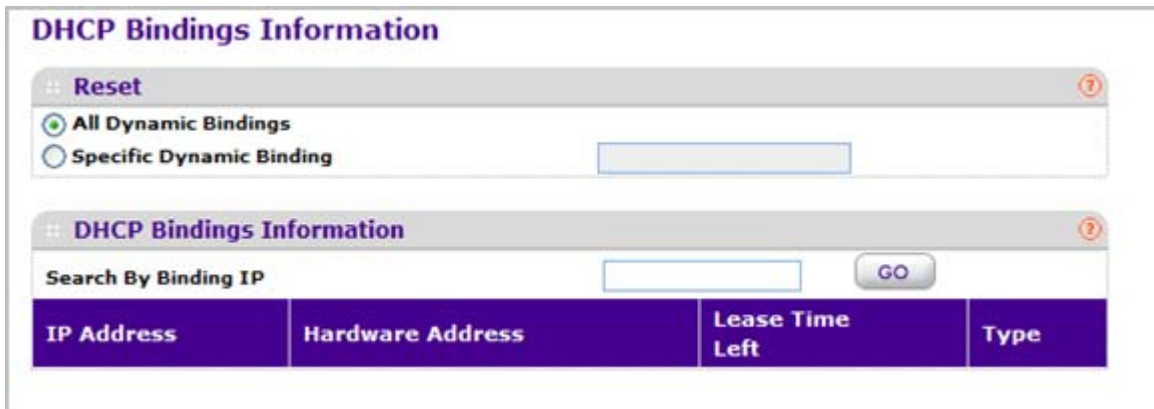 DHCP Bindings Information
Reset
?
All Dynamic Bindings
Specific Dynamic Binding
DHCP Bindings Information
?
Search By Binding IP GO
IP Address Hardware Address Lease Time Left Type